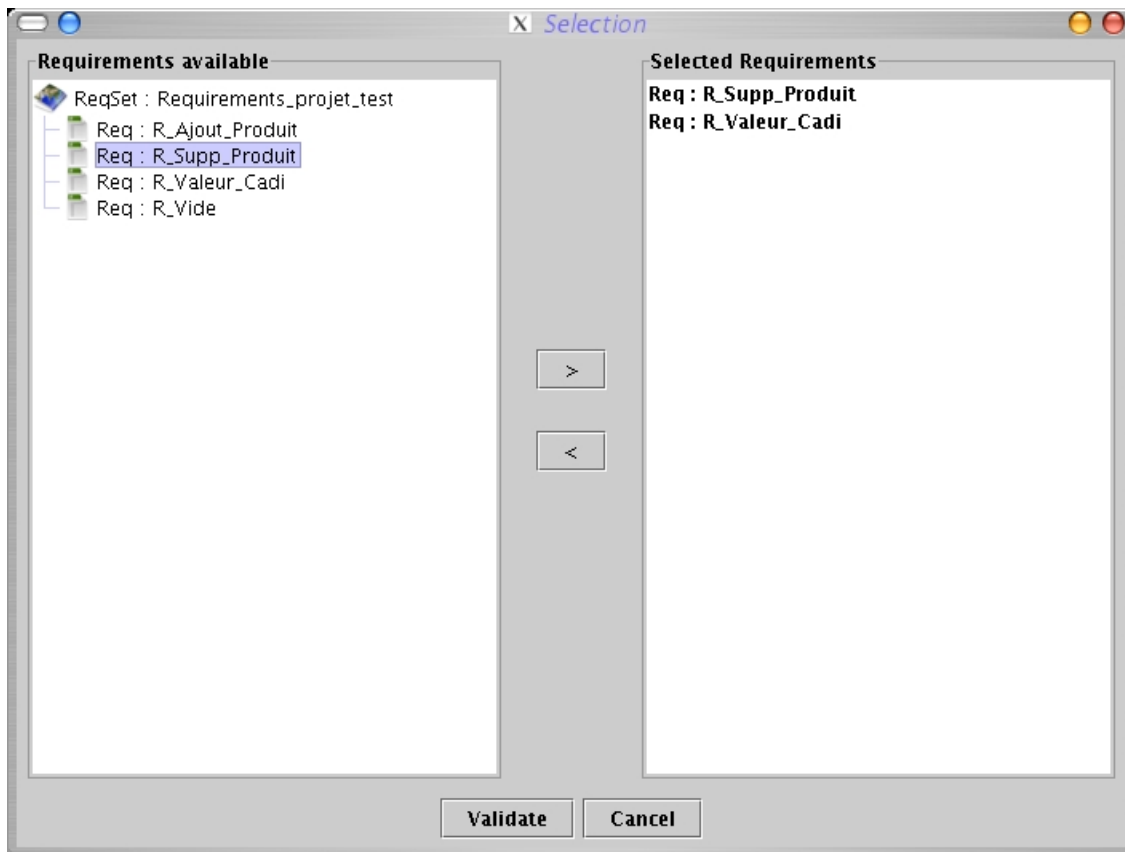 X Selection
Requirements available
ReqSet : Requirements_projet_test
Req : R_Ajout_Produit
Req : R_Supp_Produit
Req : R_Valeur_Cadi
Req : R_Vide
>
<
Selected Requirements
Req : R_Supp_Produit
Req : R_Valeur_Cadi
Validate Cancel